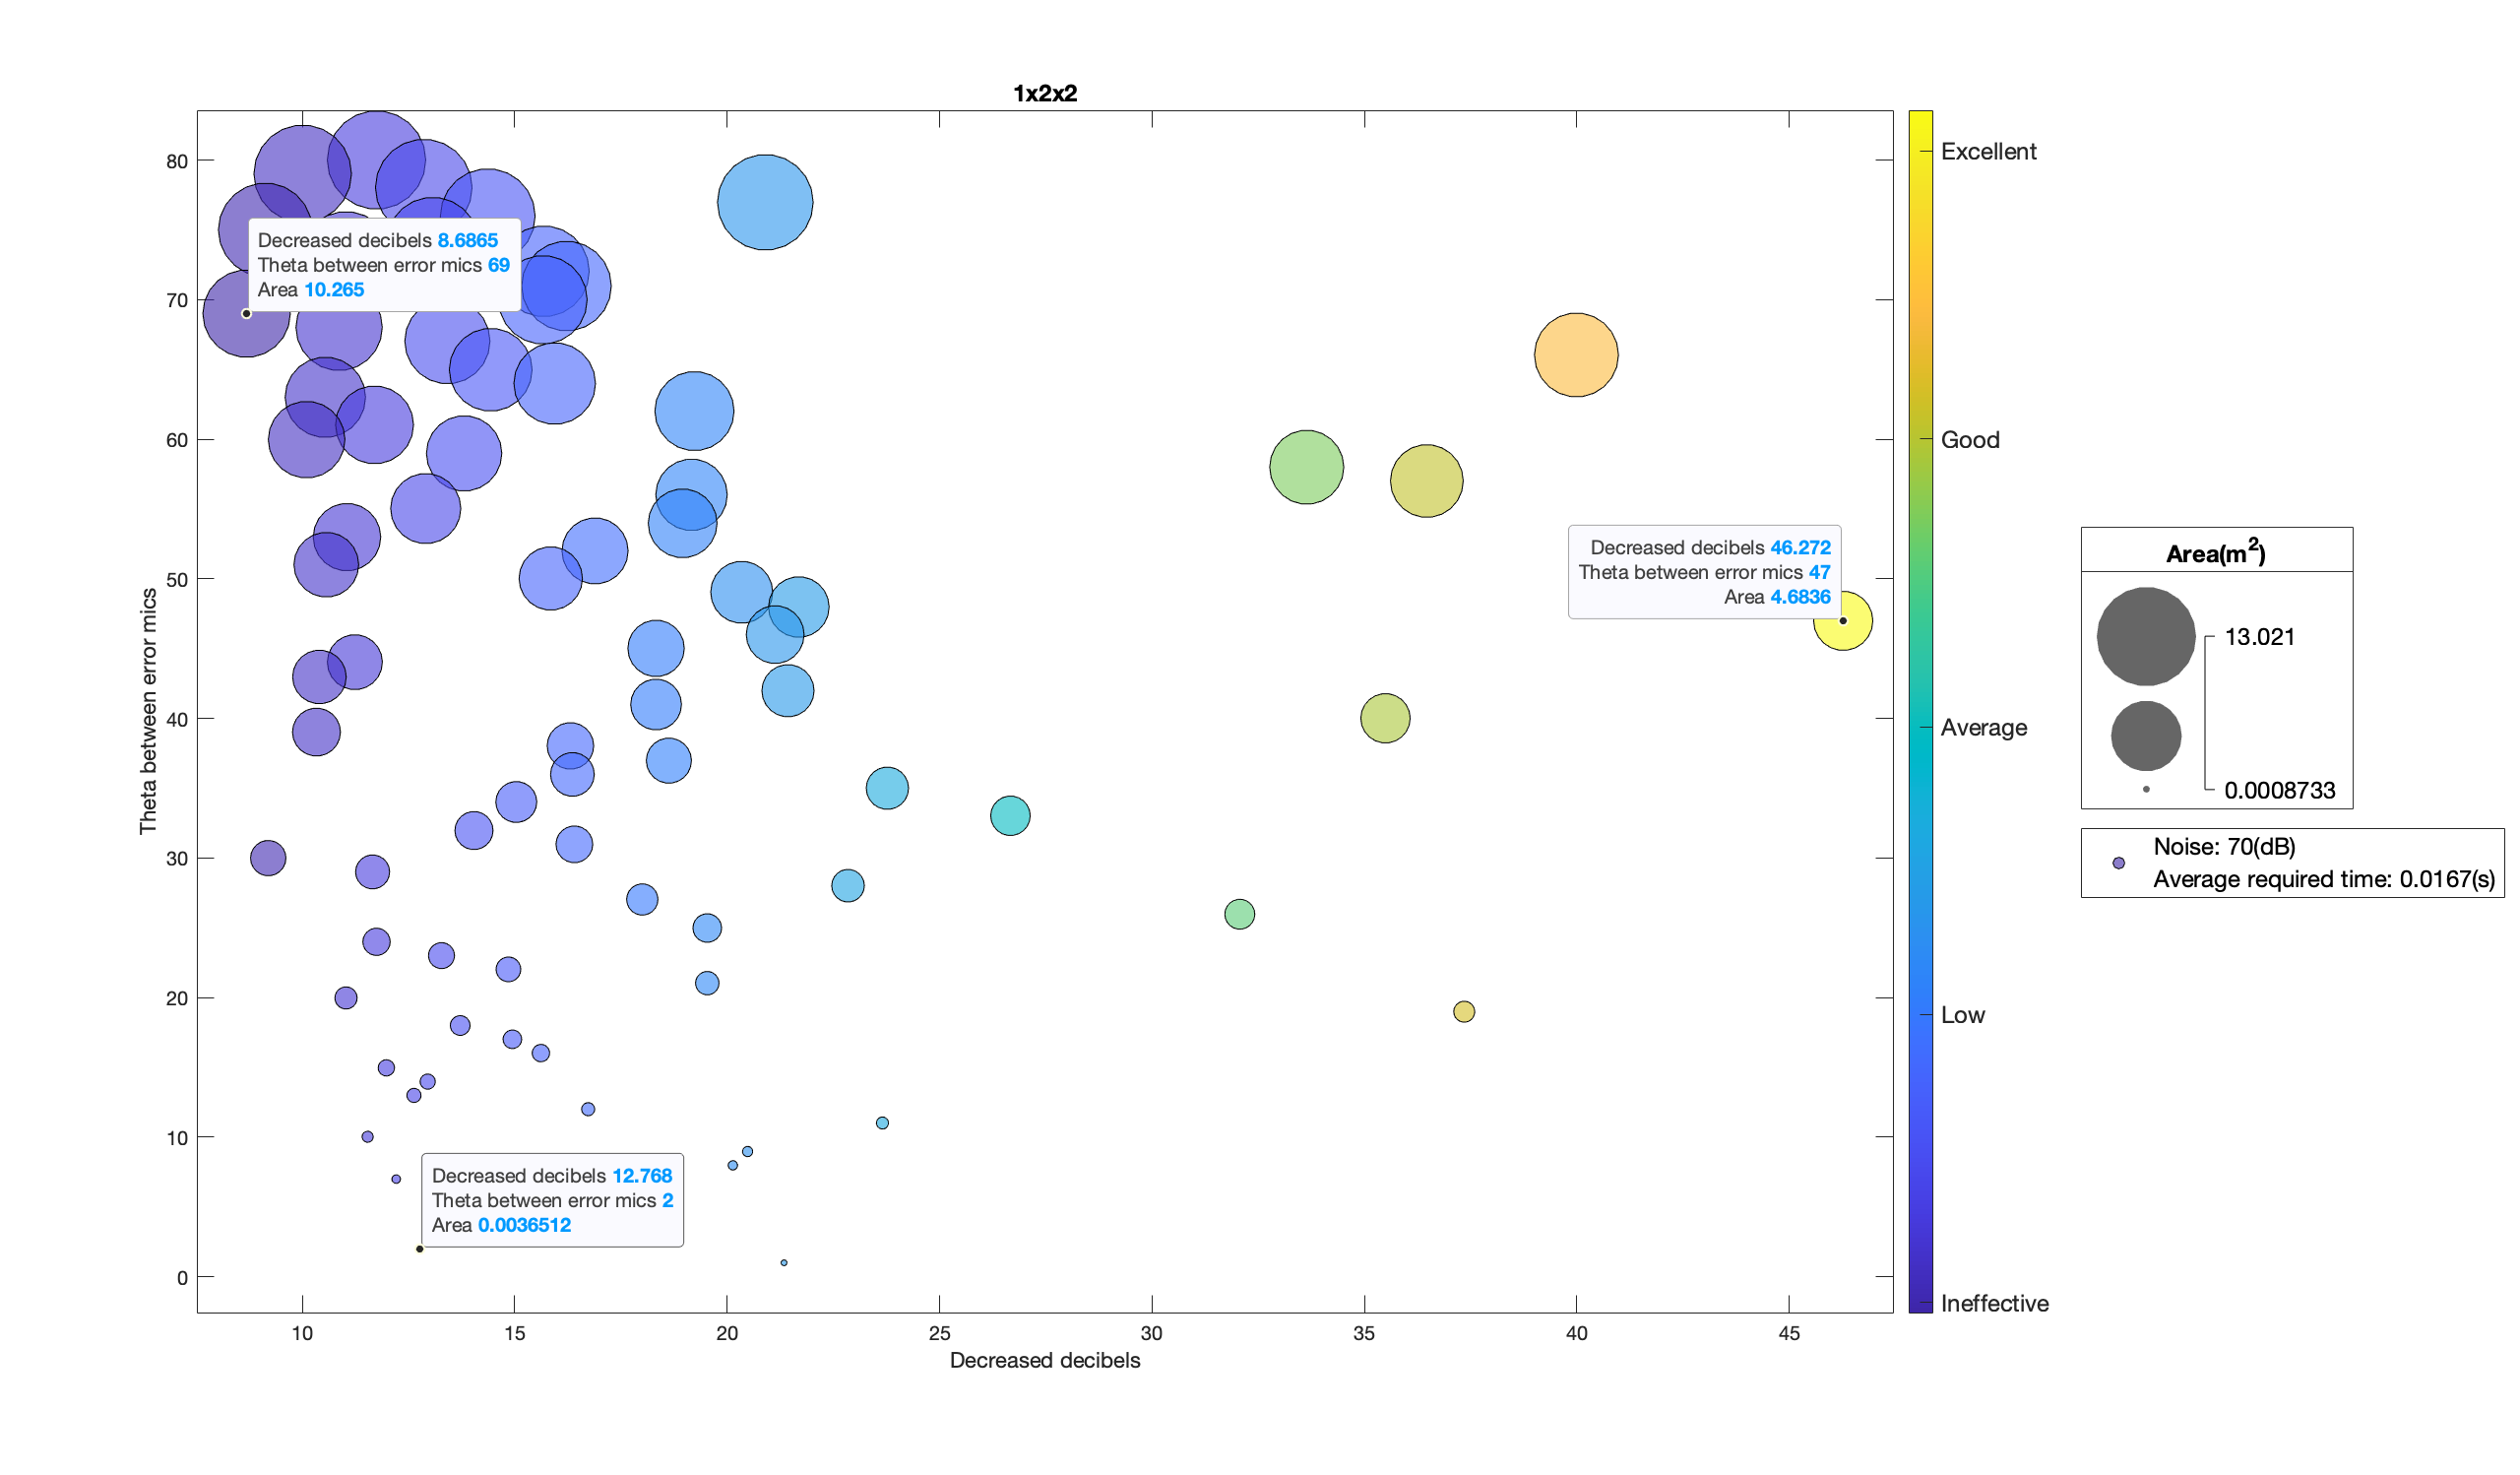 1x2x2
80
70
60
50
40
30
20
10
0
Theta between error mics
10
15
20
25
30
35
40
45
Decreased decibels
Decreased decibels 8.6865
Theta between error mics 69
Area 10.265
Decreased decibels 46.272
Theta between error mics 47
Area 4.6836
Decreased decibels 12.768
Theta between error mics 2
Area 0.0036512
Excellent
Good
Average
Low
Ineffective
Area(m²)
13.021
0.0008733
Noise: 70(dB)
Average required time: 0.0167(s)